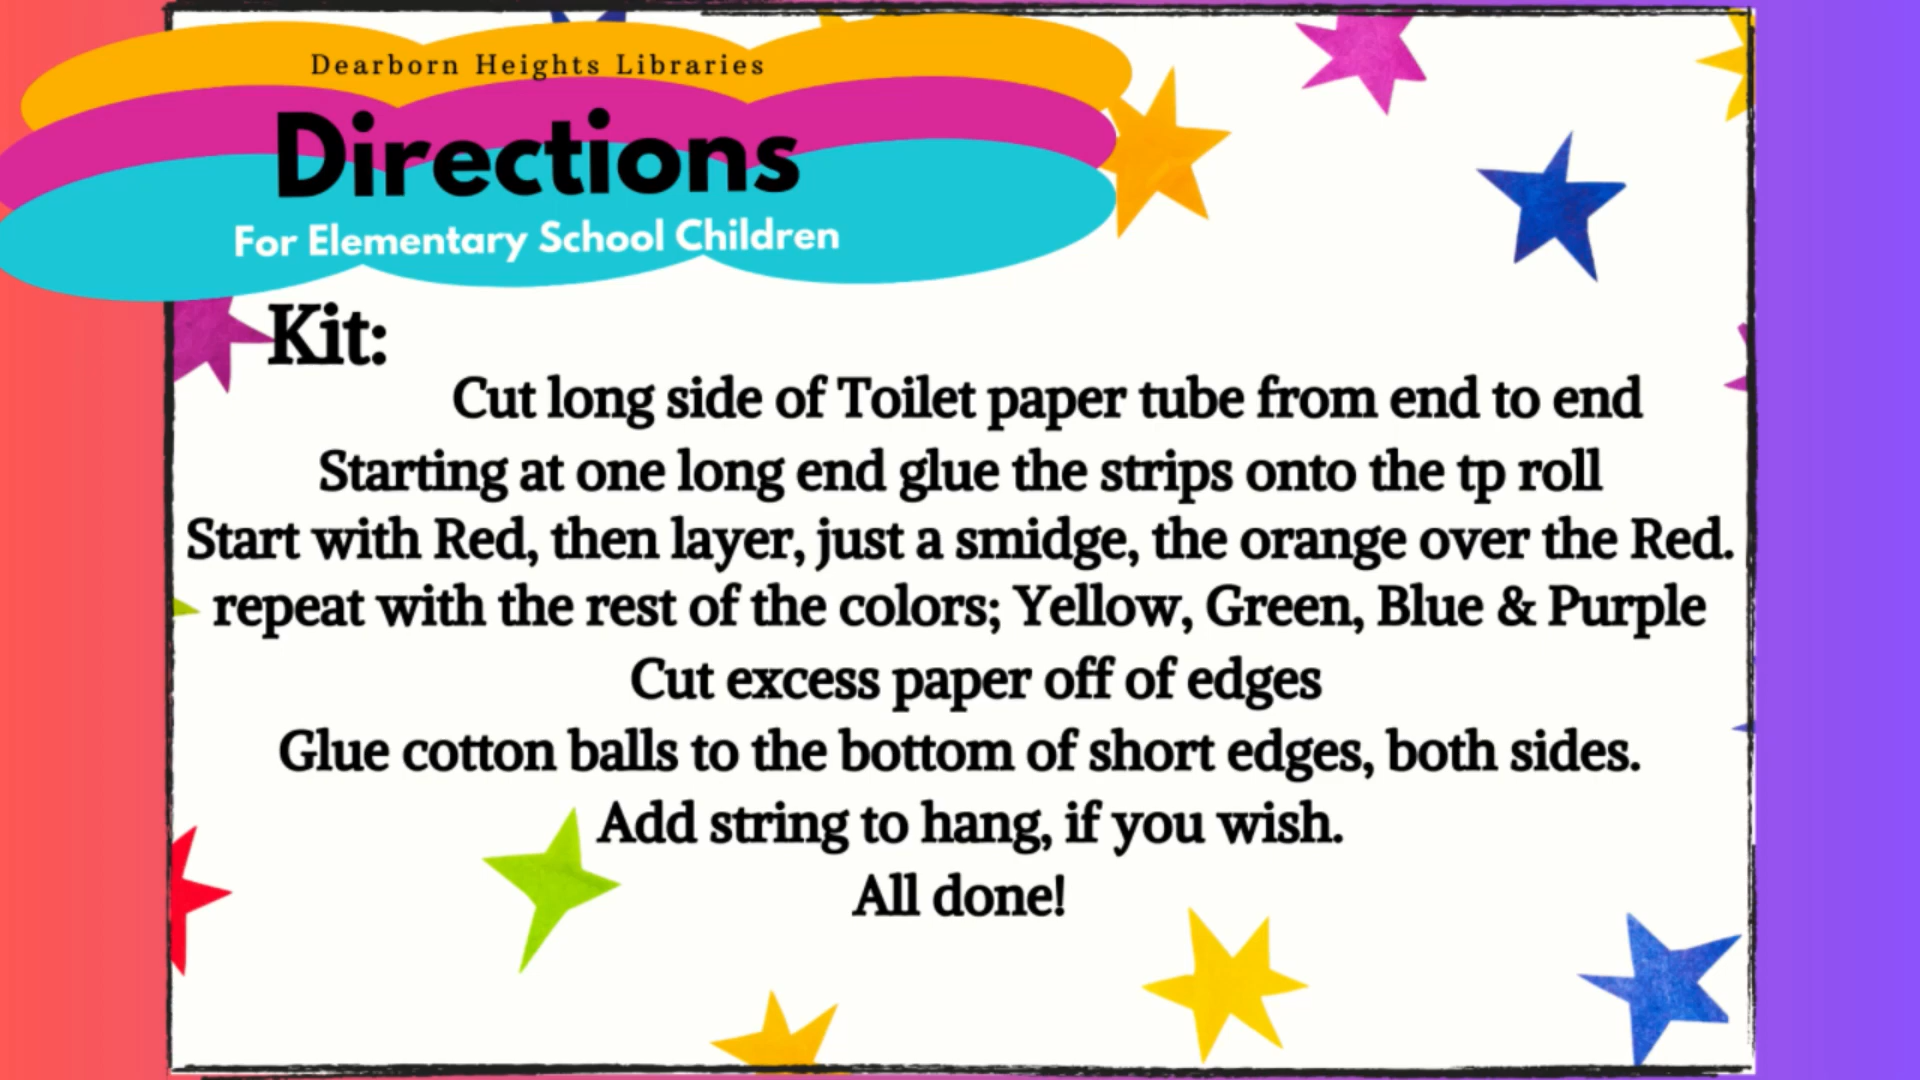 Dearborn Heights Libraries
Directions
For Elementary School Children
Kit:
Cut long side of Toilet paper tube from end to end
Starting at one long end glue the strips onto the tp roll
Start with Red, then layer, just a smidge, the orange over the Red.
repeat with the rest of the colors; Yellow, Green, Blue & Purple
Cut excess paper off of edges
Glue cotton balls to the bottom of short edges, both sides.
Add string to hang, if you wish.
All done!